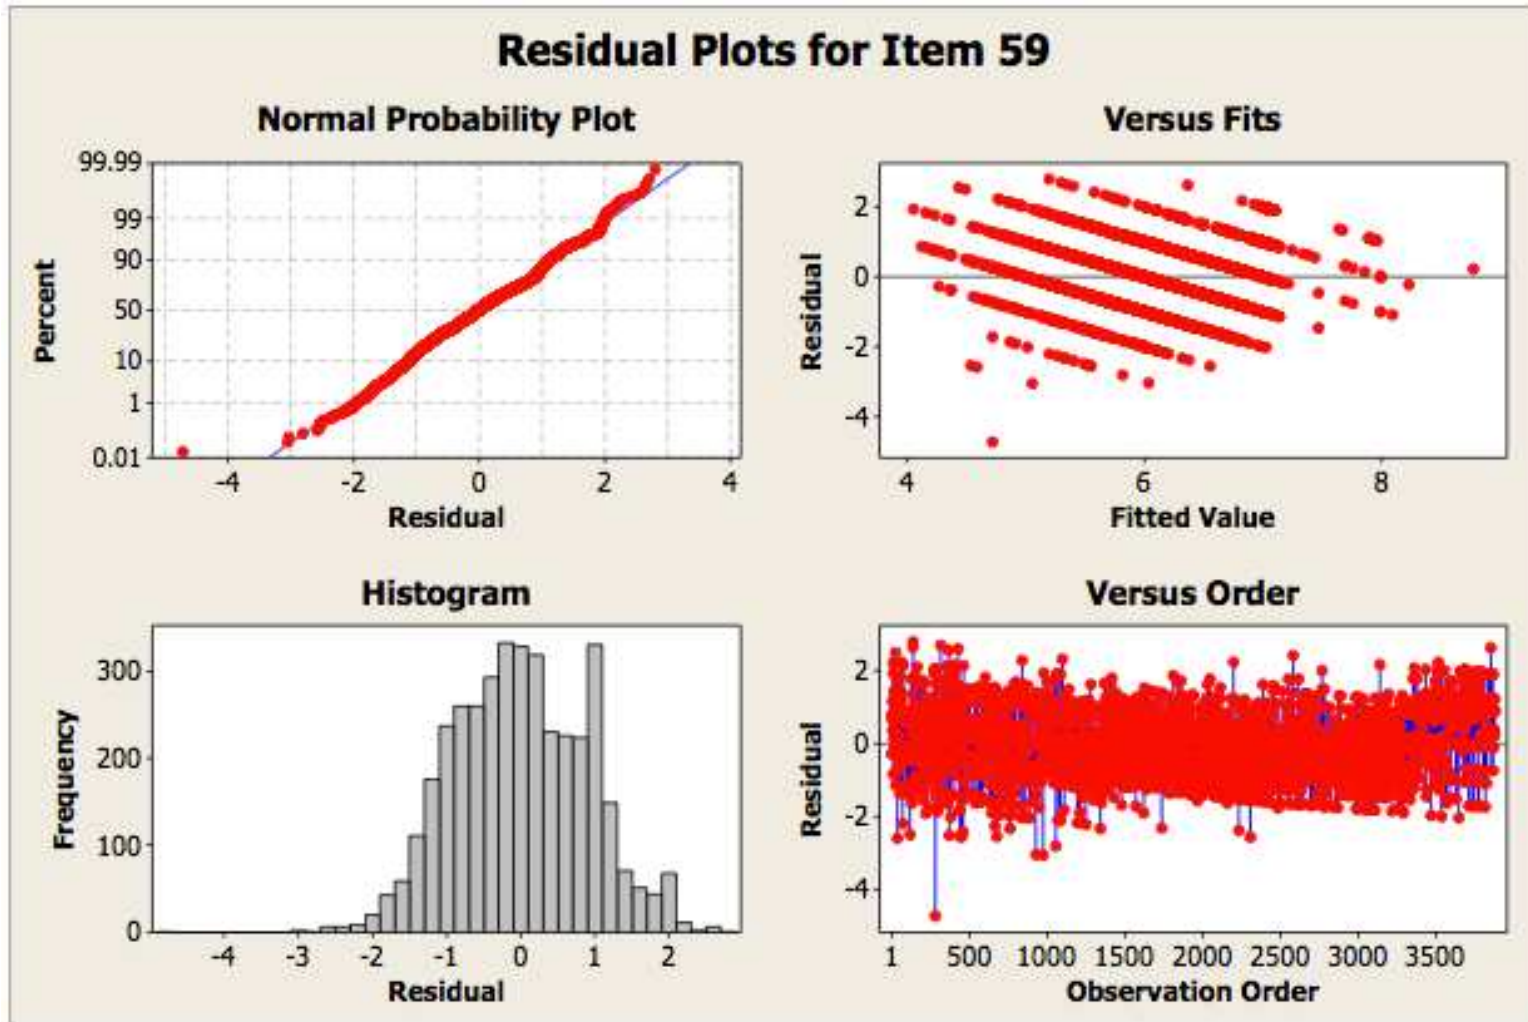 Residual Plots for Item 59
Normal Probability Plot
99.99
99
90
50
10
1
0.01
Percent
-4 -2 0 2 4
Residual
Versus Fits
2
0
-2
-4
Residual
4 6 8
Fitted Value
Histogram
300
200
100
0
Frequency
-4 -3 -2 -1 0 1 2
Residual
Versus Order
2
0
-2
-4
Residual
1 500 1000 1500 2000 2500 3000 3500
Observation Order